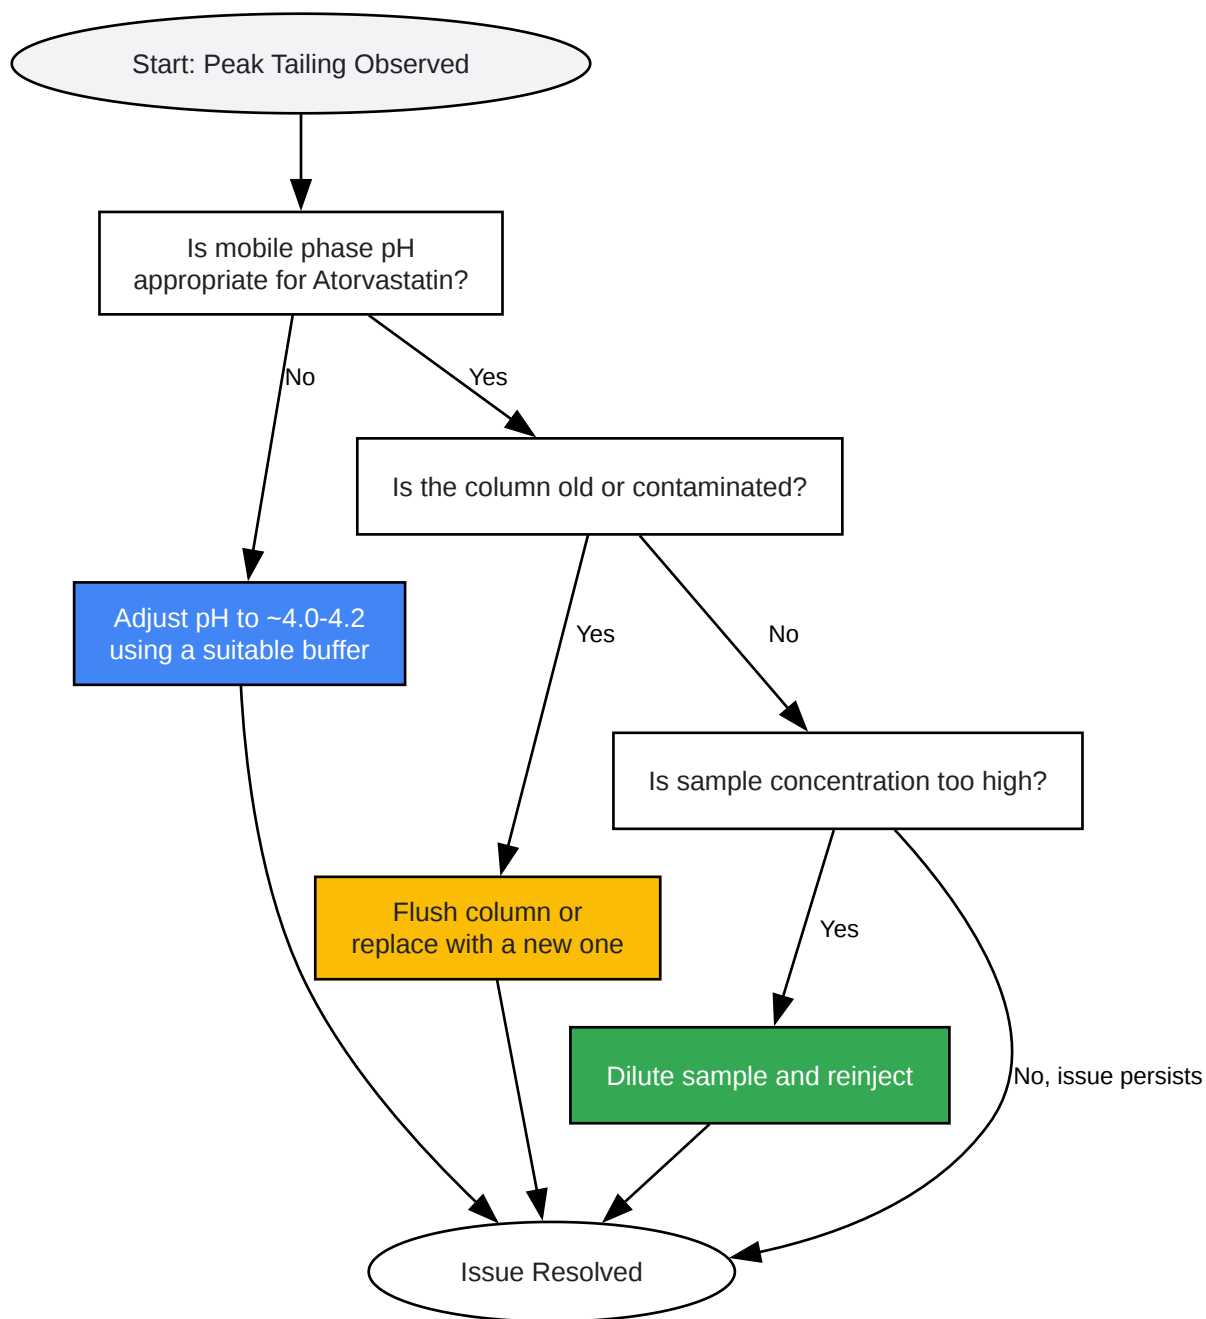 Start: Peak Tailing Observed
Is mobile phase pH
appropriate for Atorvastatin?
No
Yes
Is the column old or contaminated?
Adjust pH to ~4.0-4.2
using a suitable buffer
Yes
No
Is sample concentration too high?
Flush column or
replace with a new one
Yes
Dilute sample and reinject
No, issue persists
Issue Resolved